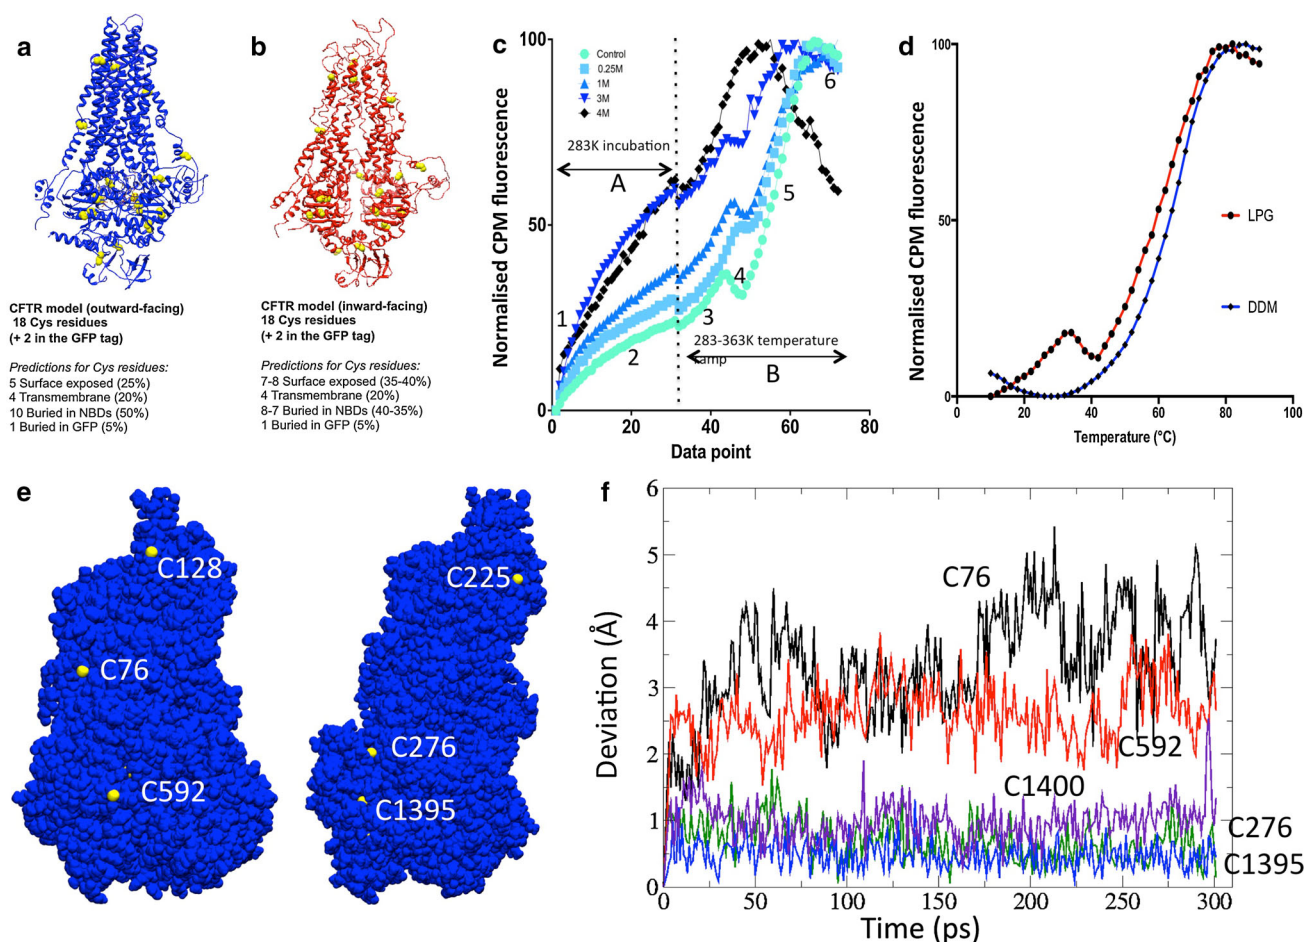 a
CFTR model (outward-facing)
18 Cys residues
(+ 2 in the GFP tag)
Predictions for Cys residues:
5 Surface exposed (25%)
4 Transmembrane (20%)
10 Buried in NBDs (50%)
1 Buried in GFP (5%)
b
CFTR model (inward-facing)
18 Cys residues
(+ 2 in the GFP tag)
Predictions for Cys residues:
7-8 Surface exposed (35-40%)
4 Transmembrane (20%)
8-7 Buried in NBDs (40-35%)
1 Buried in GFP (5%)
c
Normalised CPM fluorescence
100
50
0
Control
0.25M
1M
3M
4M
283K incubation
A
1
2
3
4
5
6
283-363K temperature
ramp
B
0
20
40
60
80
Data point
d
Normalised CPM fluorescence
100
50
0
LPG
DDM
0
20
40
60
80
100
Temperature (°C)
e
C128
C76
C592
C225
C276
C1395
f
Deviation (Å)
6
5
4
3
2
1
0
C76
C592
C1400
C276
C1395
0
50
100
150
200
250
300
Time (ps)